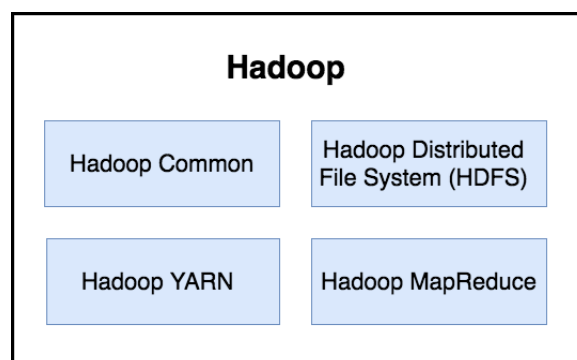 Hadoop
Hadoop Common
Hadoop Distributed
File System (HDFS)
Hadoop YARN
Hadoop MapReduce